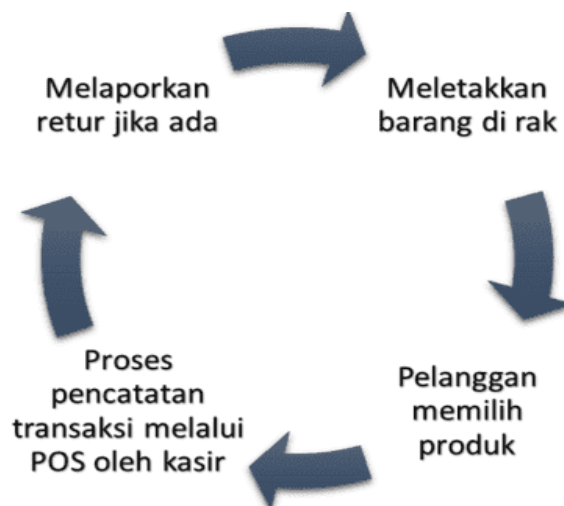 Melaporkan
retur jika ada
Meletakkan
barang di rak
Pelanggan
memilih
produk
Proses
pencatatan
transaksi melalui
POS oleh kasir